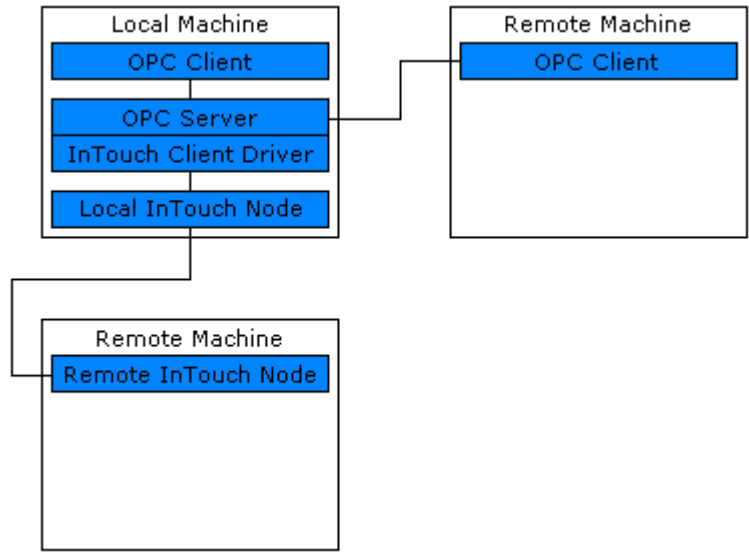 Local Machine
OPC Client
OPC Server
InTouch Client Driver
Local InTouch Node
Remote Machine
OPC Client
Remote Machine
Remote InTouch Node